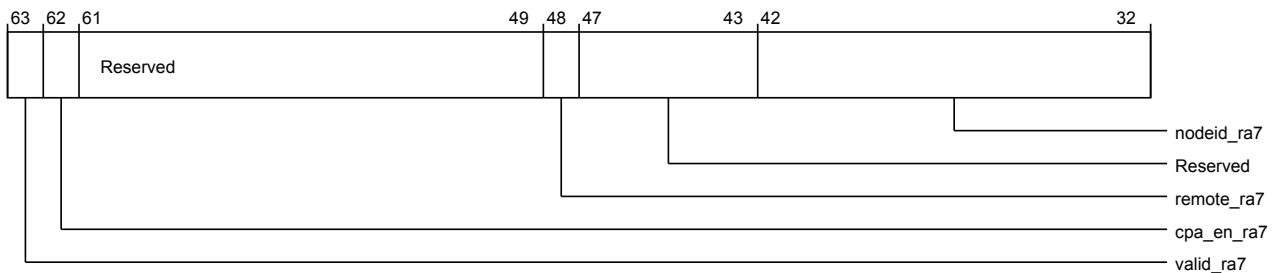 63 62 61 49 48 47 43 42 32
Reserved
nodeid_ra7
Reserved
remote_ra7
cpa_en_ra7
valid_ra7